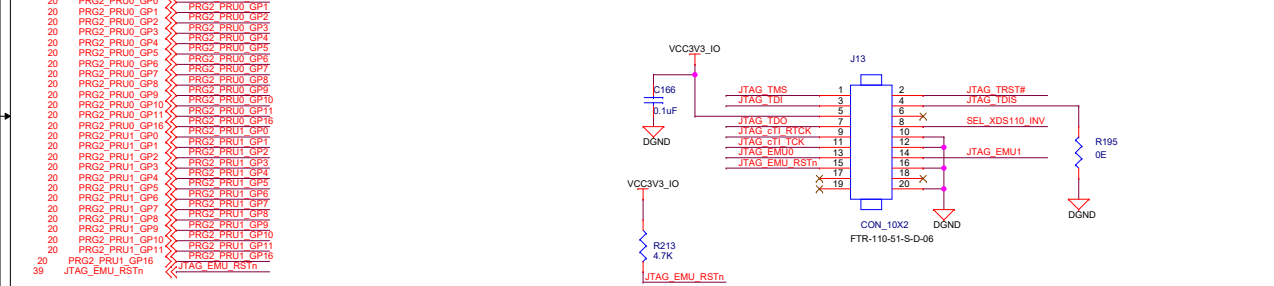 20 PRG2_PRU0_GP0 PRG2_PRU0_GP1
20 PRG2_PRU0_GP1 PRG2_PRU0_GP2
20 PRG2_PRU0_GP2 PRG2_PRU0_GP3
20 PRG2_PRU0_GP3 PRG2_PRU0_GP4
20 PRG2_PRU0_GP4 PRG2_PRU0_GP5
20 PRG2_PRU0_GP5 PRG2_PRU0_GP6
20 PRG2_PRU0_GP6 PRG2_PRU0_GP7
20 PRG2_PRU0_GP7 PRG2_PRU0_GP8
20 PRG2_PRU0_GP8 PRG2_PRU0_GP9
20 PRG2_PRU0_GP9 PRG2_PRU0_GP10
20 PRG2_PRU0_GP10 PRG2_PRU0_GP11
20 PRG2_PRU0_GP11 PRG2_PRU0_GP16
20 PRG2_PRU0_GP16 PRG2_PRU1_GP0
20 PRG2_PRU1_GP0 PRG2_PRU1_GP1
20 PRG2_PRU1_GP1 PRG2_PRU1_GP2
20 PRG2_PRU1_GP2 PRG2_PRU1_GP3
20 PRG2_PRU1_GP3 PRG2_PRU1_GP4
20 PRG2_PRU1_GP4 PRG2_PRU1_GP5
20 PRG2_PRU1_GP5 PRG2_PRU1_GP6
20 PRG2_PRU1_GP6 PRG2_PRU1_GP7
20 PRG2_PRU1_GP7 PRG2_PRU1_GP8
20 PRG2_PRU1_GP8 PRG2_PRU1_GP9
20 PRG2_PRU1_GP9 PRG2_PRU1_GP10
20 PRG2_PRU1_GP10 PRG2_PRU1_GP11
20 PRG2_PRU1_GP11 PRG2_PRU1_GP16
20 PRG2_PRU1_GP16
39 JTAG_EMU_RSTn JTAG_EMU_RSTn
VCC3V3_IO
C166
0.1uF
DGND
J13
JTAG_TMS 1 2 JTAG_TRST#
JTAG_TDI 3 4 JTAG_TDIS
5 6
JTAG_TDO 7 8 SEL_XDS110_INV
JTAG_cTI_RTCK 9 10
JTAG_cTI_TCK 11 12
JTAG_EMU0 13 14 JTAG_EMU1
JTAG_EMU_RSTn 15 16
17 18
19 20
R195
0E
DGND
DGND
CON_10X2
FTR-110-51-S-D-06
VCC3V3_IO
R213
4.7K
JTAG_EMU_RSTn